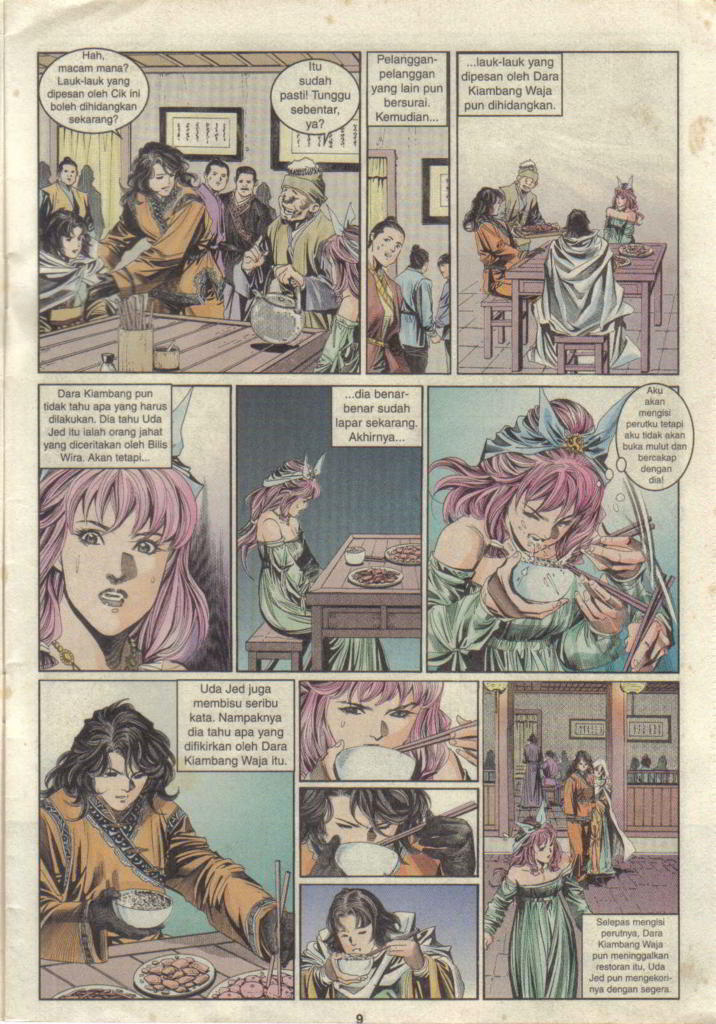 Hah,
macam mana?
Lauk-lauk yang
dipesan oleh Cik ini
boleh dihidangkan
sekarang?
Itu
sudah
pasti! Tunggu
sebentar,
ya?
Pelanggan-
pelanggan
yang lain pun
bersurai.
Kemudian...
...lauk-lauk yang
dipesan oleh Dara
Kiambang Waja
pun dihidangkan.
Dara Kiambang pun
tidak tahu apa yang harus
dilakukan. Dia tahu Uda
Jed itu ialah orang jahat
yang diceritakan oleh Bilis
Wira. Akan tetapi...
...dia benar-
benar sudah
lapar sekarang.
Akhirnya...
Aku
akan
mengisi
perutku tetapi
aku tidak akan
buka mulut dan
bercakap
dengan
dia!
Uda Jed juga
membisu seribu
kata. Nampaknya
dia tahu apa yang
difikirkan oleh Dara
Kiambang Waja itu.
Selepas mengisi
perutnya, Dara
Kiambang Waja
pun meninggalkan
restoran itu, Uda
Jed pun mengekori-
nya dengan segera.
9